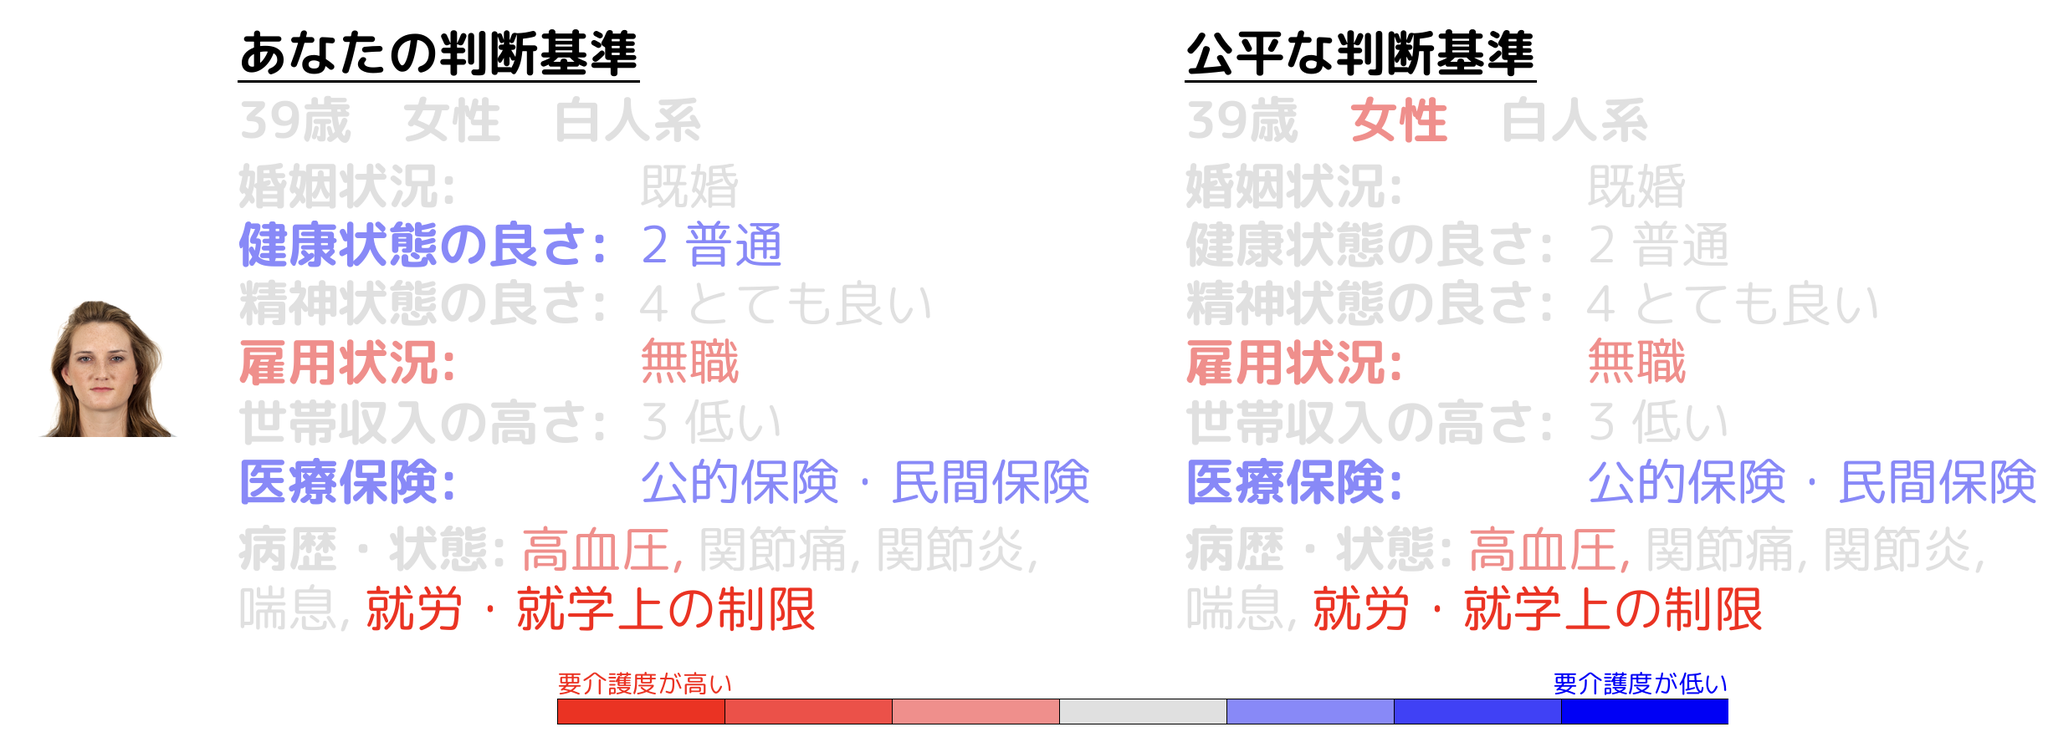 あなたの判断基準
39歳　女性　白人系
婚姻状況: 既婚
健康状態の良さ: 2 普通
精神状態の良さ: 4 とても良い
雇用状況: 無職
世帯収入の高さ: 3 低い
医療保険: 公的保険・民間保険
病歴・状態: 高血圧, 関節痛, 関節炎,
喘息, 就労・就学上の制限
公平な判断基準
39歳　女性　白人系
婚姻状況: 既婚
健康状態の良さ: 2 普通
精神状態の良さ: 4 とても良い
雇用状況: 無職
世帯収入の高さ: 3 低い
医療保険: 公的保険・民間保険
病歴・状態: 高血圧, 関節痛, 関節炎,
喘息, 就労・就学上の制限
要介護度が高い
要介護度が低い